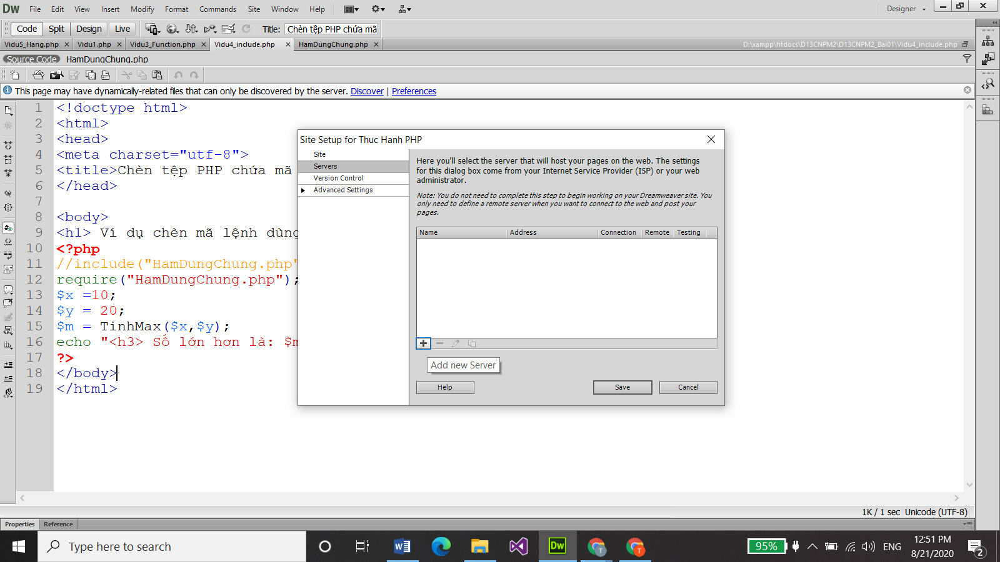 Dw File Edit View Insert Modify Format Commands Site Window Help Designer
Code Split Design Live Title: Chèn tệp PHP chứa mã
Vidu5_Hang.php Vidu1.php Vidu3_Function.php Vidu4_include.php HamDungChung.php D:\xampp\htdocs\D13CNPM2\D13CNPM2_Bai01\Vidu4_include.php
Source Code HamDungChung.php
This page may have dynamically-related files that can only be discovered by the server. Discover | Preferences
1 <!doctype html>
2 <html>
3 <head>
4 <meta charset="utf-8">
5 <title>Chèn tệp PHP chứa mã
6 </head>
7
8 <body>
9 <h1> Ví dụ chèn mã lệnh dùng
10 <?php
11 //include("HamDungChung.php"
12 require("HamDungChung.php");
13 $x =10;
14 $y = 20;
15 $m = TinhMax($x,$y);
16 echo "<h3> Số lớn hơn là: $m
17 ?>
18 </body>
19 </html>
Site Setup for Thuc Hanh PHP
Site
Servers
Version Control
Advanced Settings
Here you'll select the server that will host your pages on the web. The settings
for this dialog box come from your Internet Service Provider (ISP) or your web
administrator.
Note: You do not need to complete this step to begin working on your Dreamweaver site. You
only need to define a remote server when you want to connect to the web and post your
pages.
Name Address Connection Remote Testing
Add new Server
Help Save Cancel
1K / 1 sec Unicode (UTF-8)
Properties Reference
Type here to search
95%
ENG
12:51 PM
8/21/2020
2